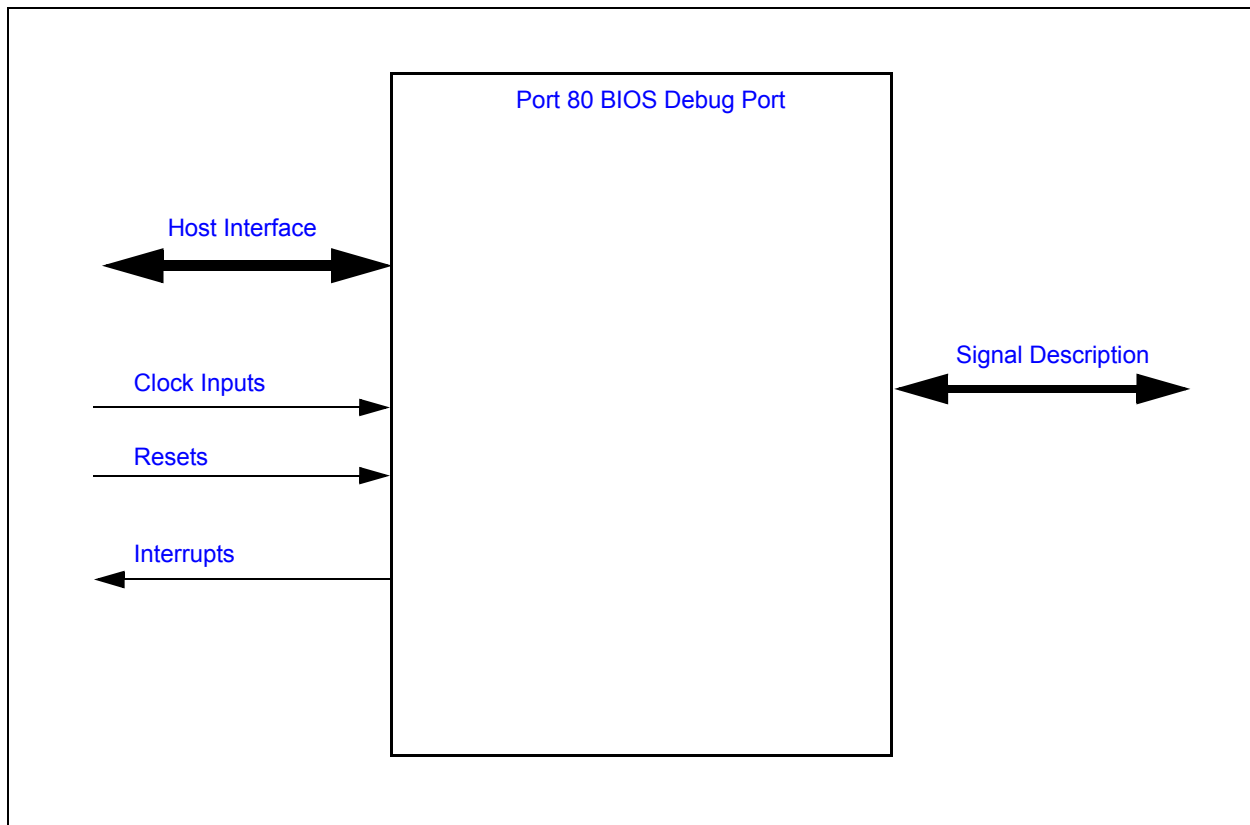 Port 80 BIOS Debug Port
Host Interface
Signal Description
Clock Inputs
Resets
Interrupts